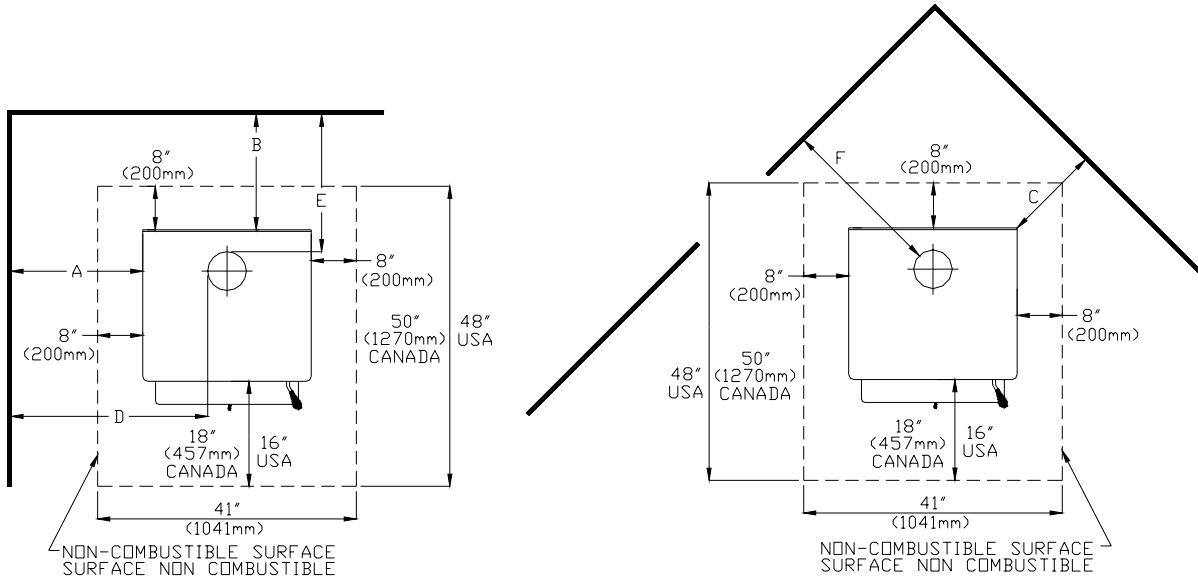 B
8"
(200mm)
E
A
8"
(200mm)
8"
(200mm)
50"
(1270mm)
CANADA
48"
USA
D
18"
(457mm)
CANADA
16"
USA
41"
(1041mm)
NON-COMBUSTIBLE SURFACE
SURFACE NON COMBUSTIBLE
F
8"
(200mm)
C
8"
(200mm)
8"
(200mm)
48"
USA
50"
(1270mm)
CANADA
18"
(457mm)
CANADA
16"
USA
41"
(1041mm)
NON-COMBUSTIBLE SURFACE
SURFACE NON COMBUSTIBLE